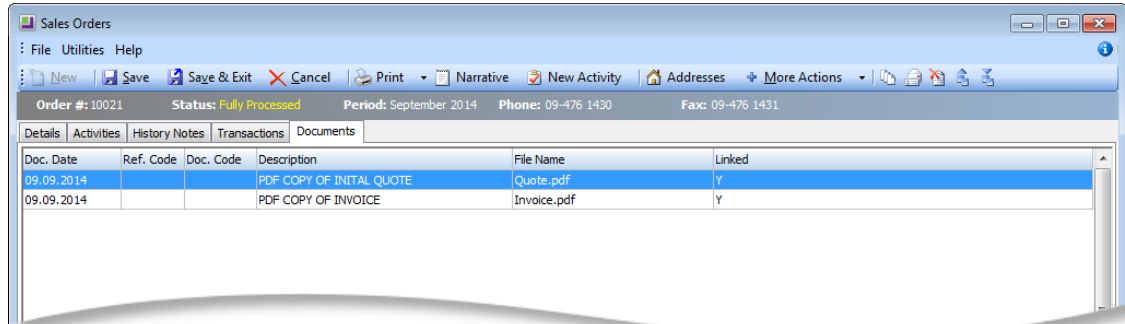 Sales Orders
File Utilities Help
New Save Save & Exit Cancel Print Narrative New Activity Addresses More Actions
Order #: 10021 Status: Fully Processed Period: September 2014 Phone: 09-476 1430 Fax: 09-476 1431
Details Activities History Notes Transactions Documents
Doc. Date Ref. Code Doc. Code Description File Name Linked
09.09.2014 PDF COPY OF INITAL QUOTE Quote.pdf Y
09.09.2014 PDF COPY OF INVOICE Invoice.pdf Y